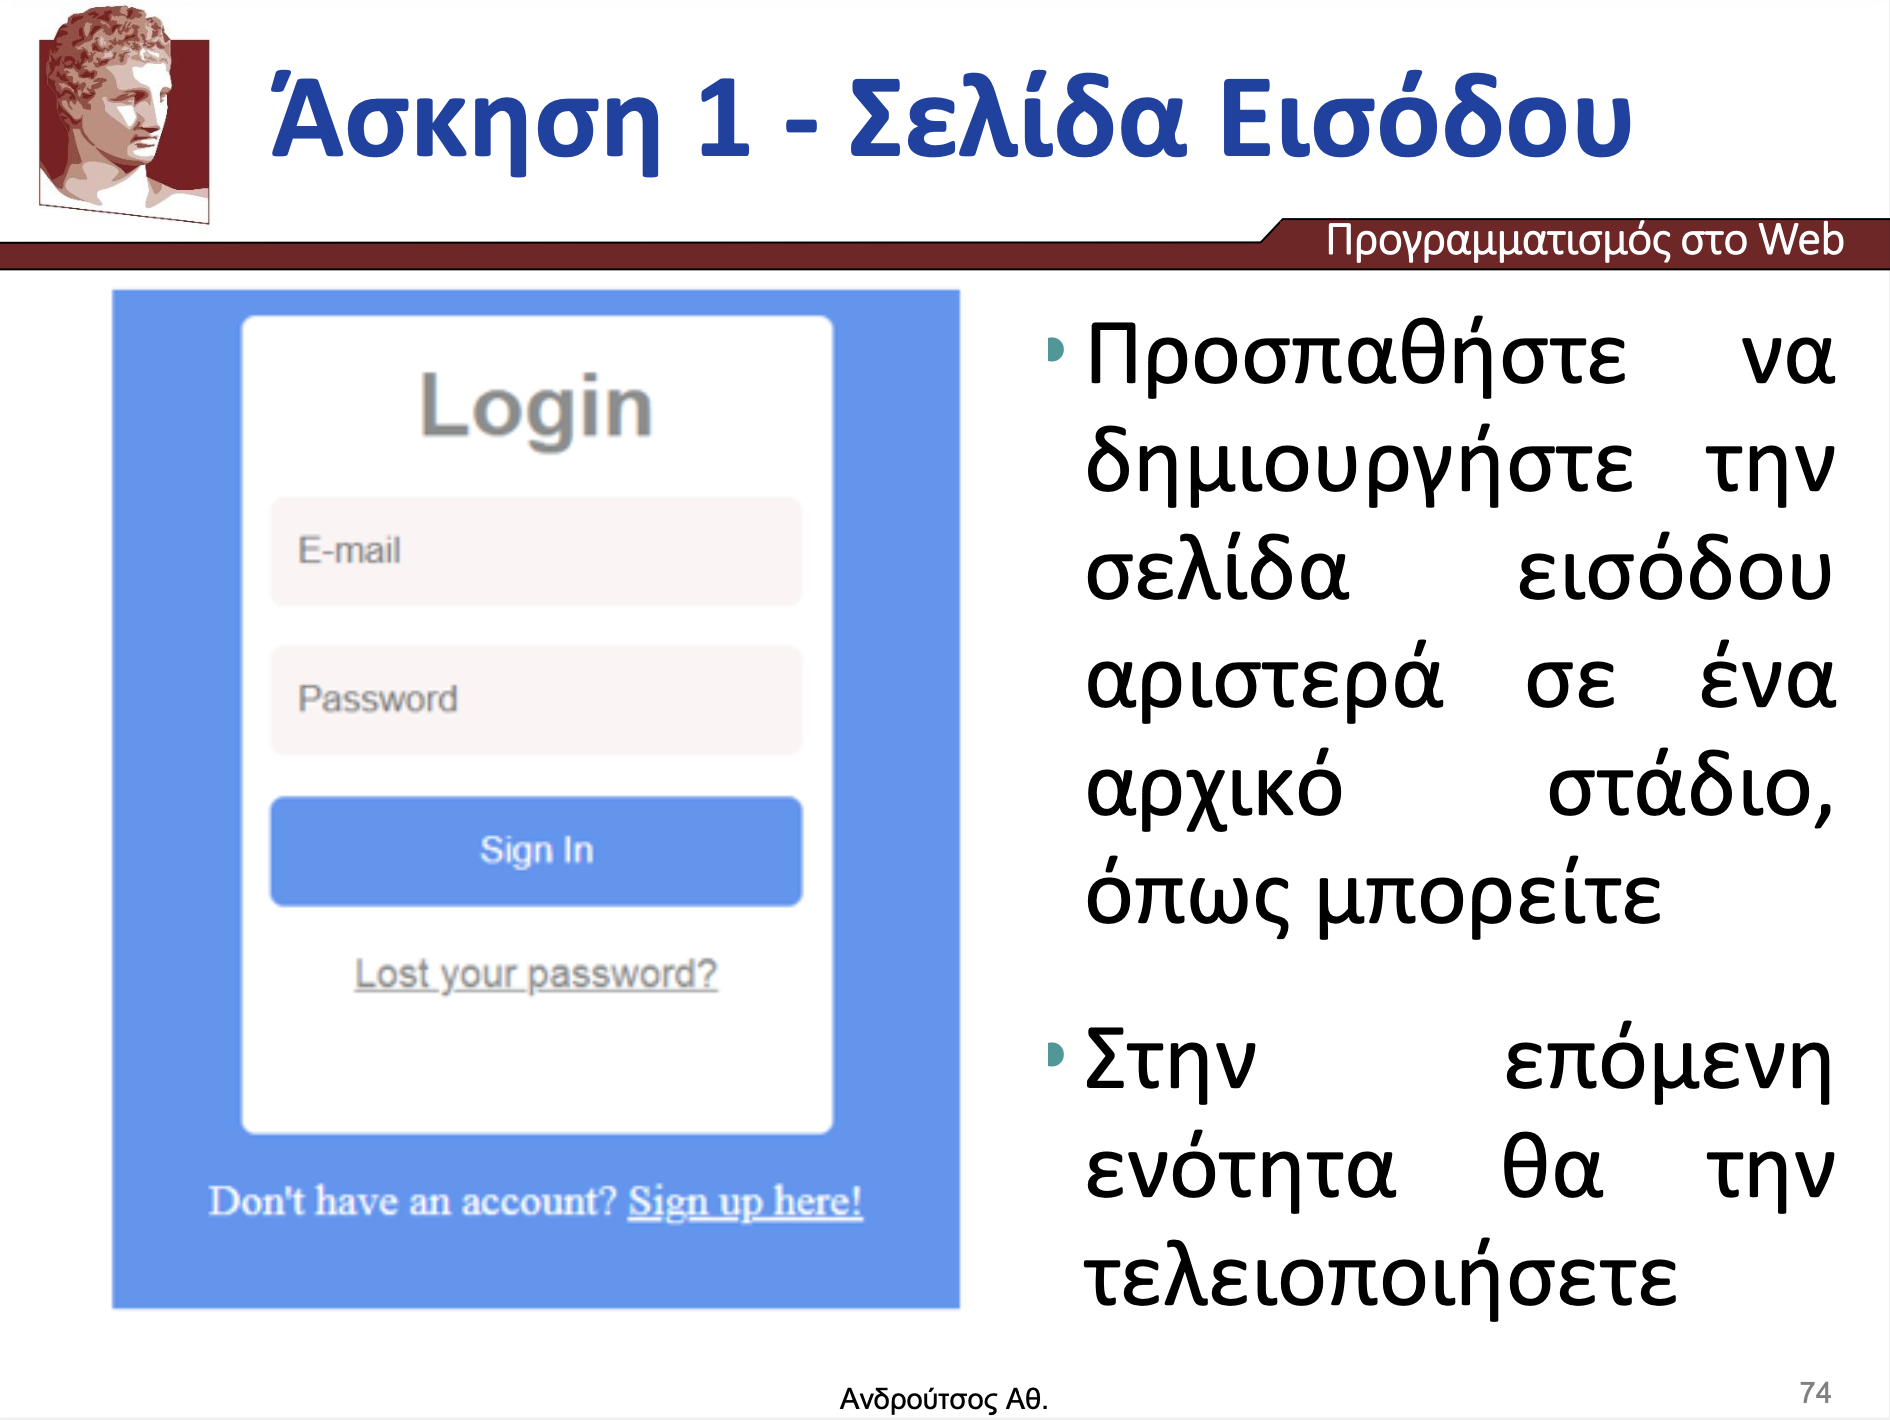 Άσκηση 1 - Σελίδα Εισόδου
Προγραμματισμός στο Web
Login
E-mail
Password
Sign In
Lost your password?
Don't have an account? Sign up here!
• Προσπαθήστε να
δημιουργήστε την
σελίδα εισόδου
αριστερά σε ένα
αρχικό στάδιο,
όπως μπορείτε
• Στην επόμενη
ενότητα θα την
τελειοποιήσετε
Ανδρούτσος Αθ.
74